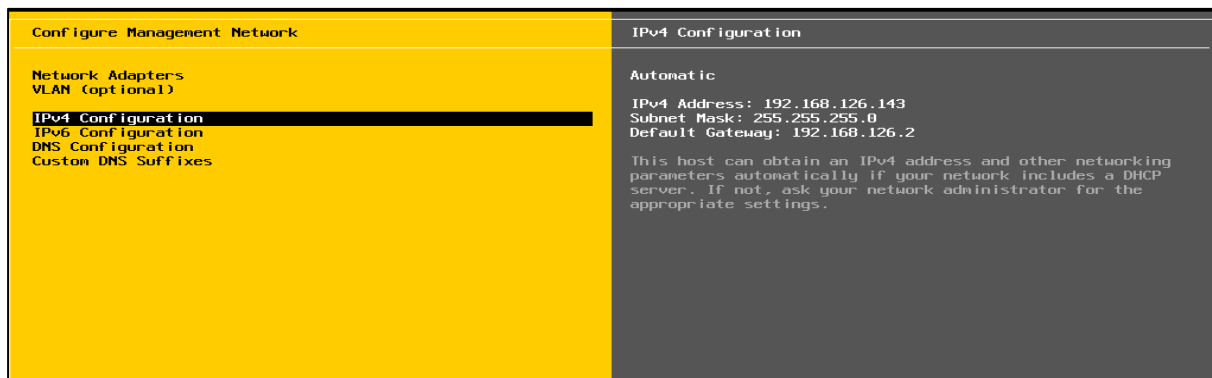 Configure Management Network
Network Adapters
VLAN (optional)
IPv4 Configuration
IPv6 Configuration
DNS Configuration
Custom DNS Suffixes
IPv4 Configuration
Automatic
IPv4 Address: 192.168.126.143
Subnet Mask: 255.255.255.0
Default Gateway: 192.168.126.2
This host can obtain an IPv4 address and other networking
parameters automatically if your network includes a DHCP
server. If not, ask your network administrator for the
appropriate settings.